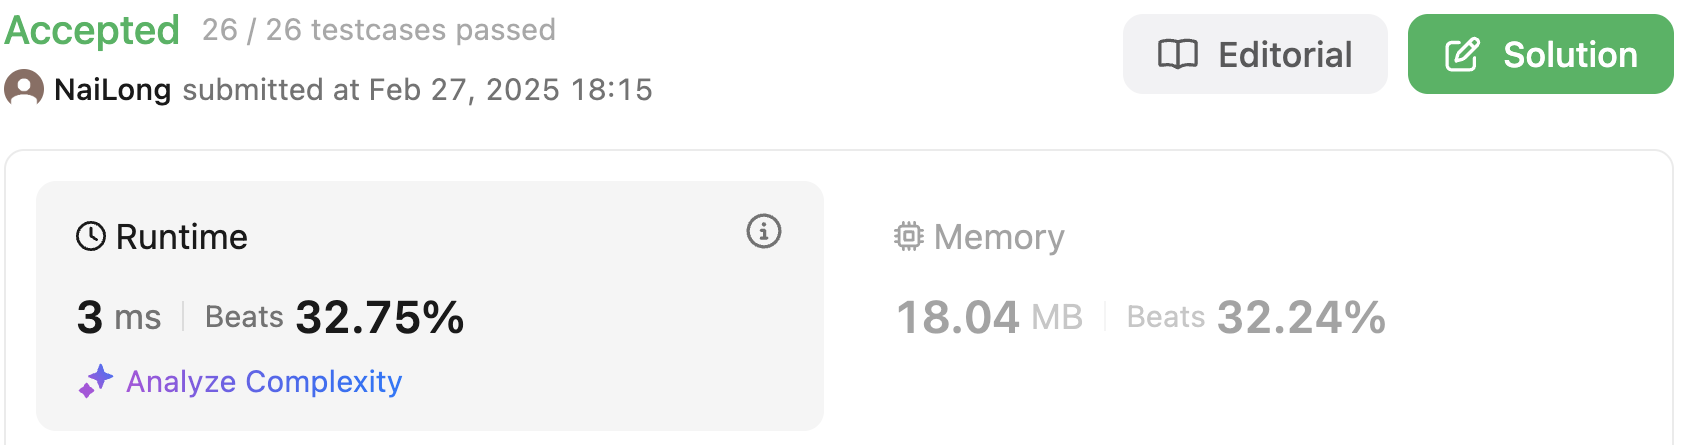 Accepted 26 / 26 testcases passed
NaiLong submitted at Feb 27, 2025 18:15
Editorial
Solution
Runtime
3 ms Beats 32.75%
Analyze Complexity
Memory
18.04 MB Beats 32.24%